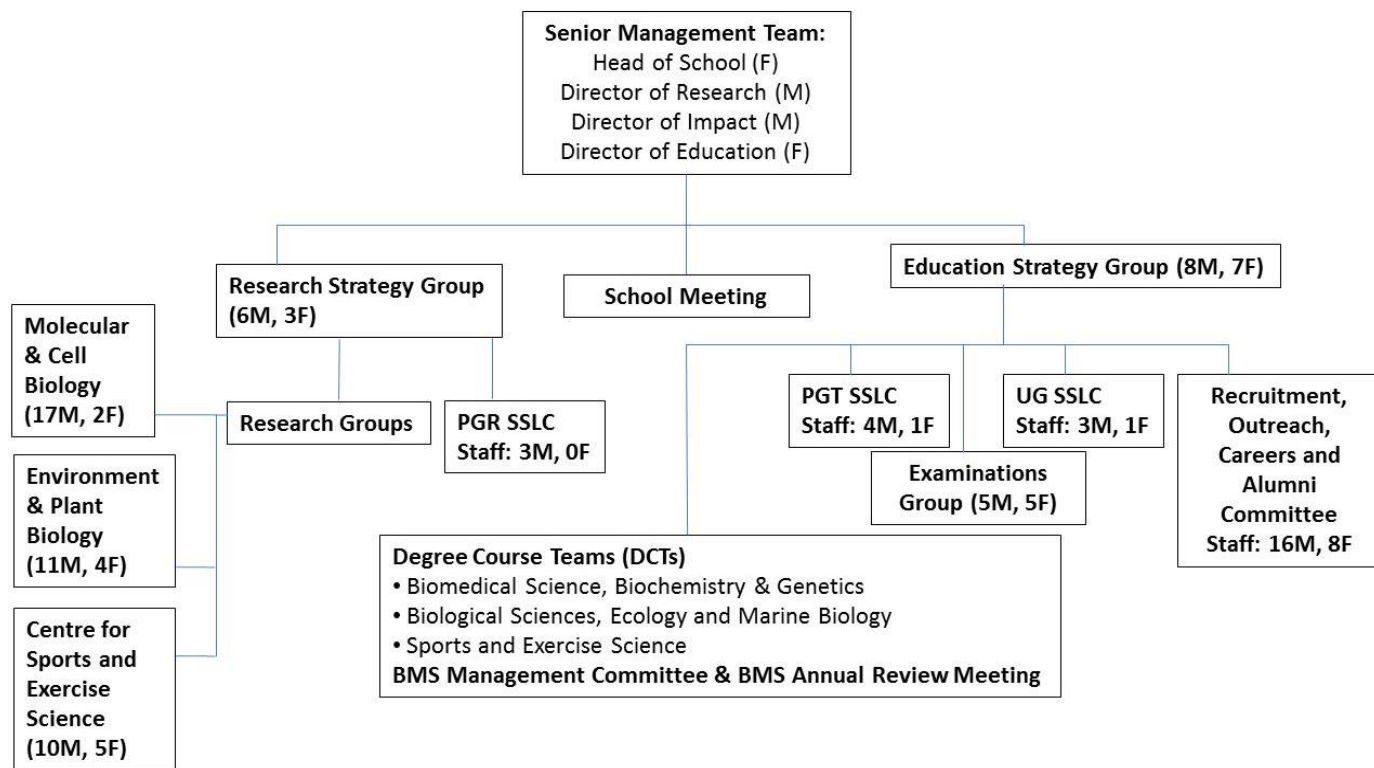 Senior Management Team:
Head of School (F)
Director of Research (M)
Director of Impact (M)
Director of Education (F)
Research Strategy Group
(6M, 3F)
School Meeting
Education Strategy Group (8M, 7F)
Molecular
& Cell
Biology
(17M, 2F)
Environment
& Plant
Biology
(11M, 4F)
Centre for
Sports and
Exercise
Science
(10M, 5F)
Research Groups
PGR SSLC
Staff: 3M, 0F
PGT SSLC
Staff: 4M, 1F
Examinations
Group (5M, 5F)
UG SSLC
Staff: 3M, 1F
Recruitment,
Outreach,
Careers and
Alumni
Committee
Staff: 16M, 8F
Degree Course Teams (DCTs)
• Biomedical Science, Biochemistry & Genetics
• Biological Sciences, Ecology and Marine Biology
• Sports and Exercise Science
BMS Management Committee & BMS Annual Review Meeting